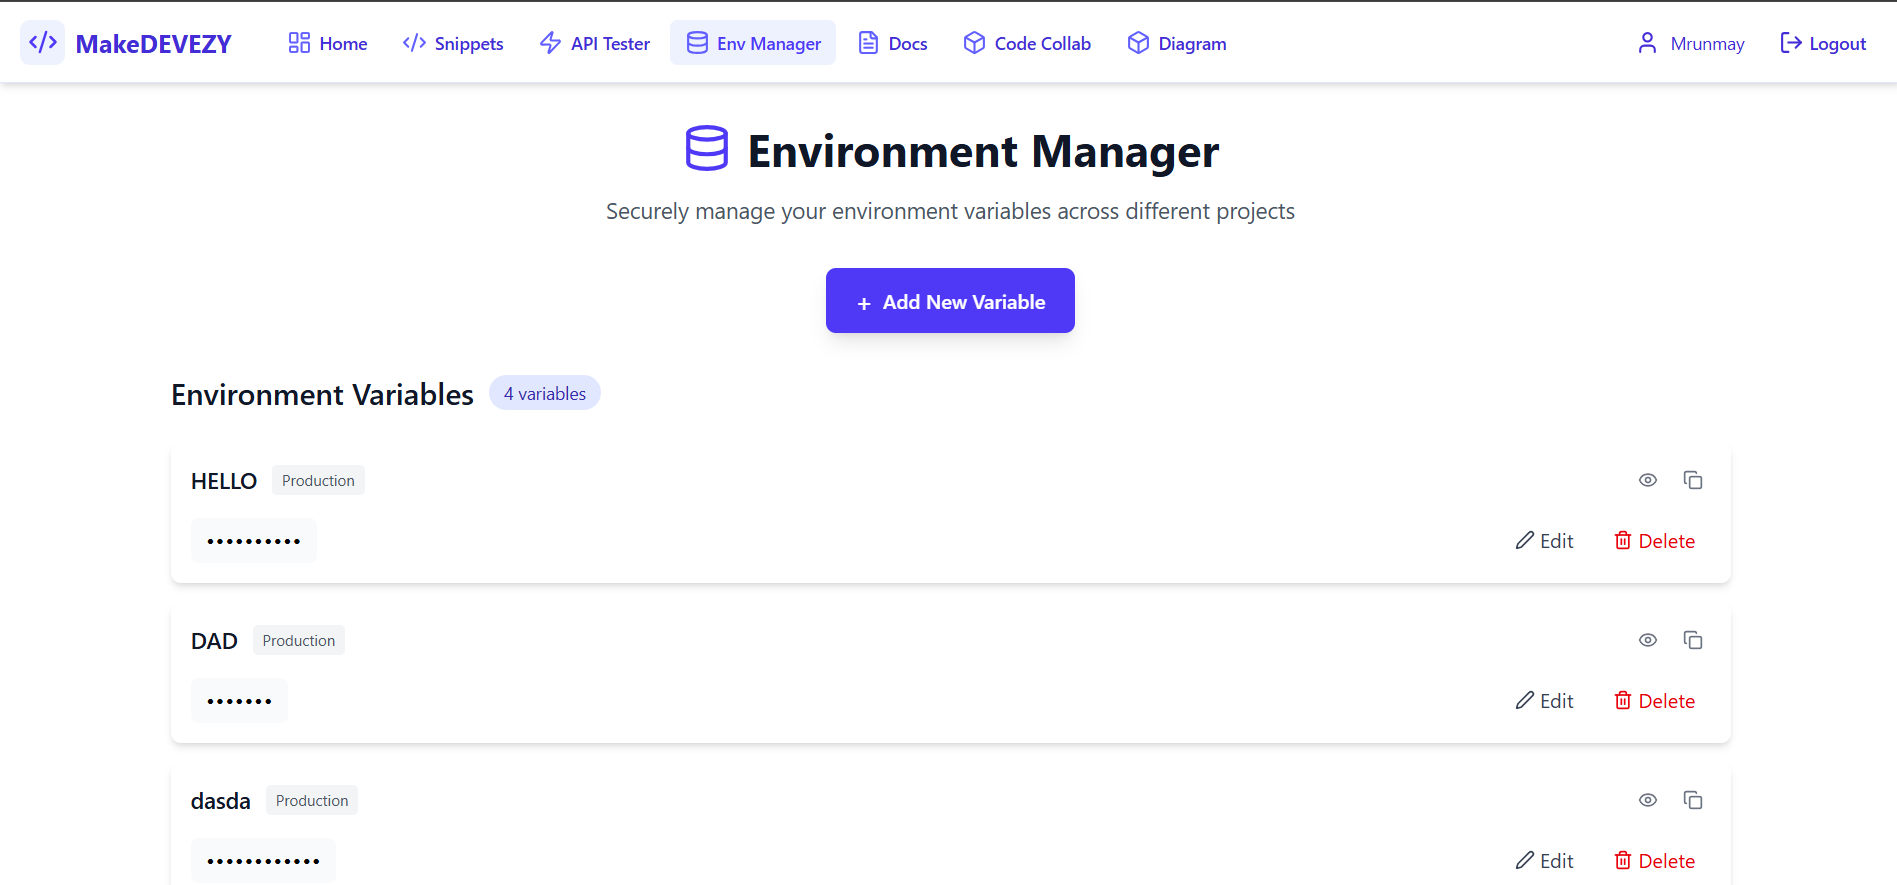 MakeDEVEZY Home Snippets API Tester Env Manager Docs Code Collab Diagram Mrunmay Logout
Environment Manager
Securely manage your environment variables across different projects
+ Add New Variable
Environment Variables 4 variables
HELLO Production
•••••••••• Edit Delete
DAD Production
••••••• Edit Delete
dasda Production
•••••••••••• Edit Delete